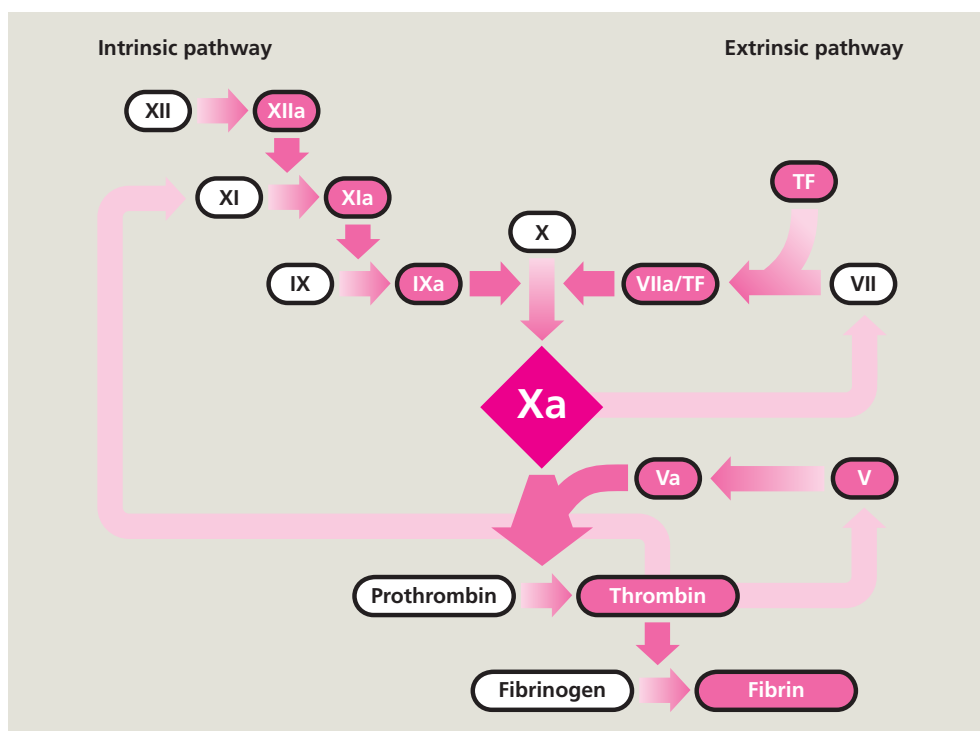 Intrinsic pathway
Extrinsic pathway
XII
XIIa
XI
XIa
TF
X
IX
IXa
VIIa/TF
VII
Xa
Va
V
Prothrombin
Thrombin
Fibrinogen
Fibrin